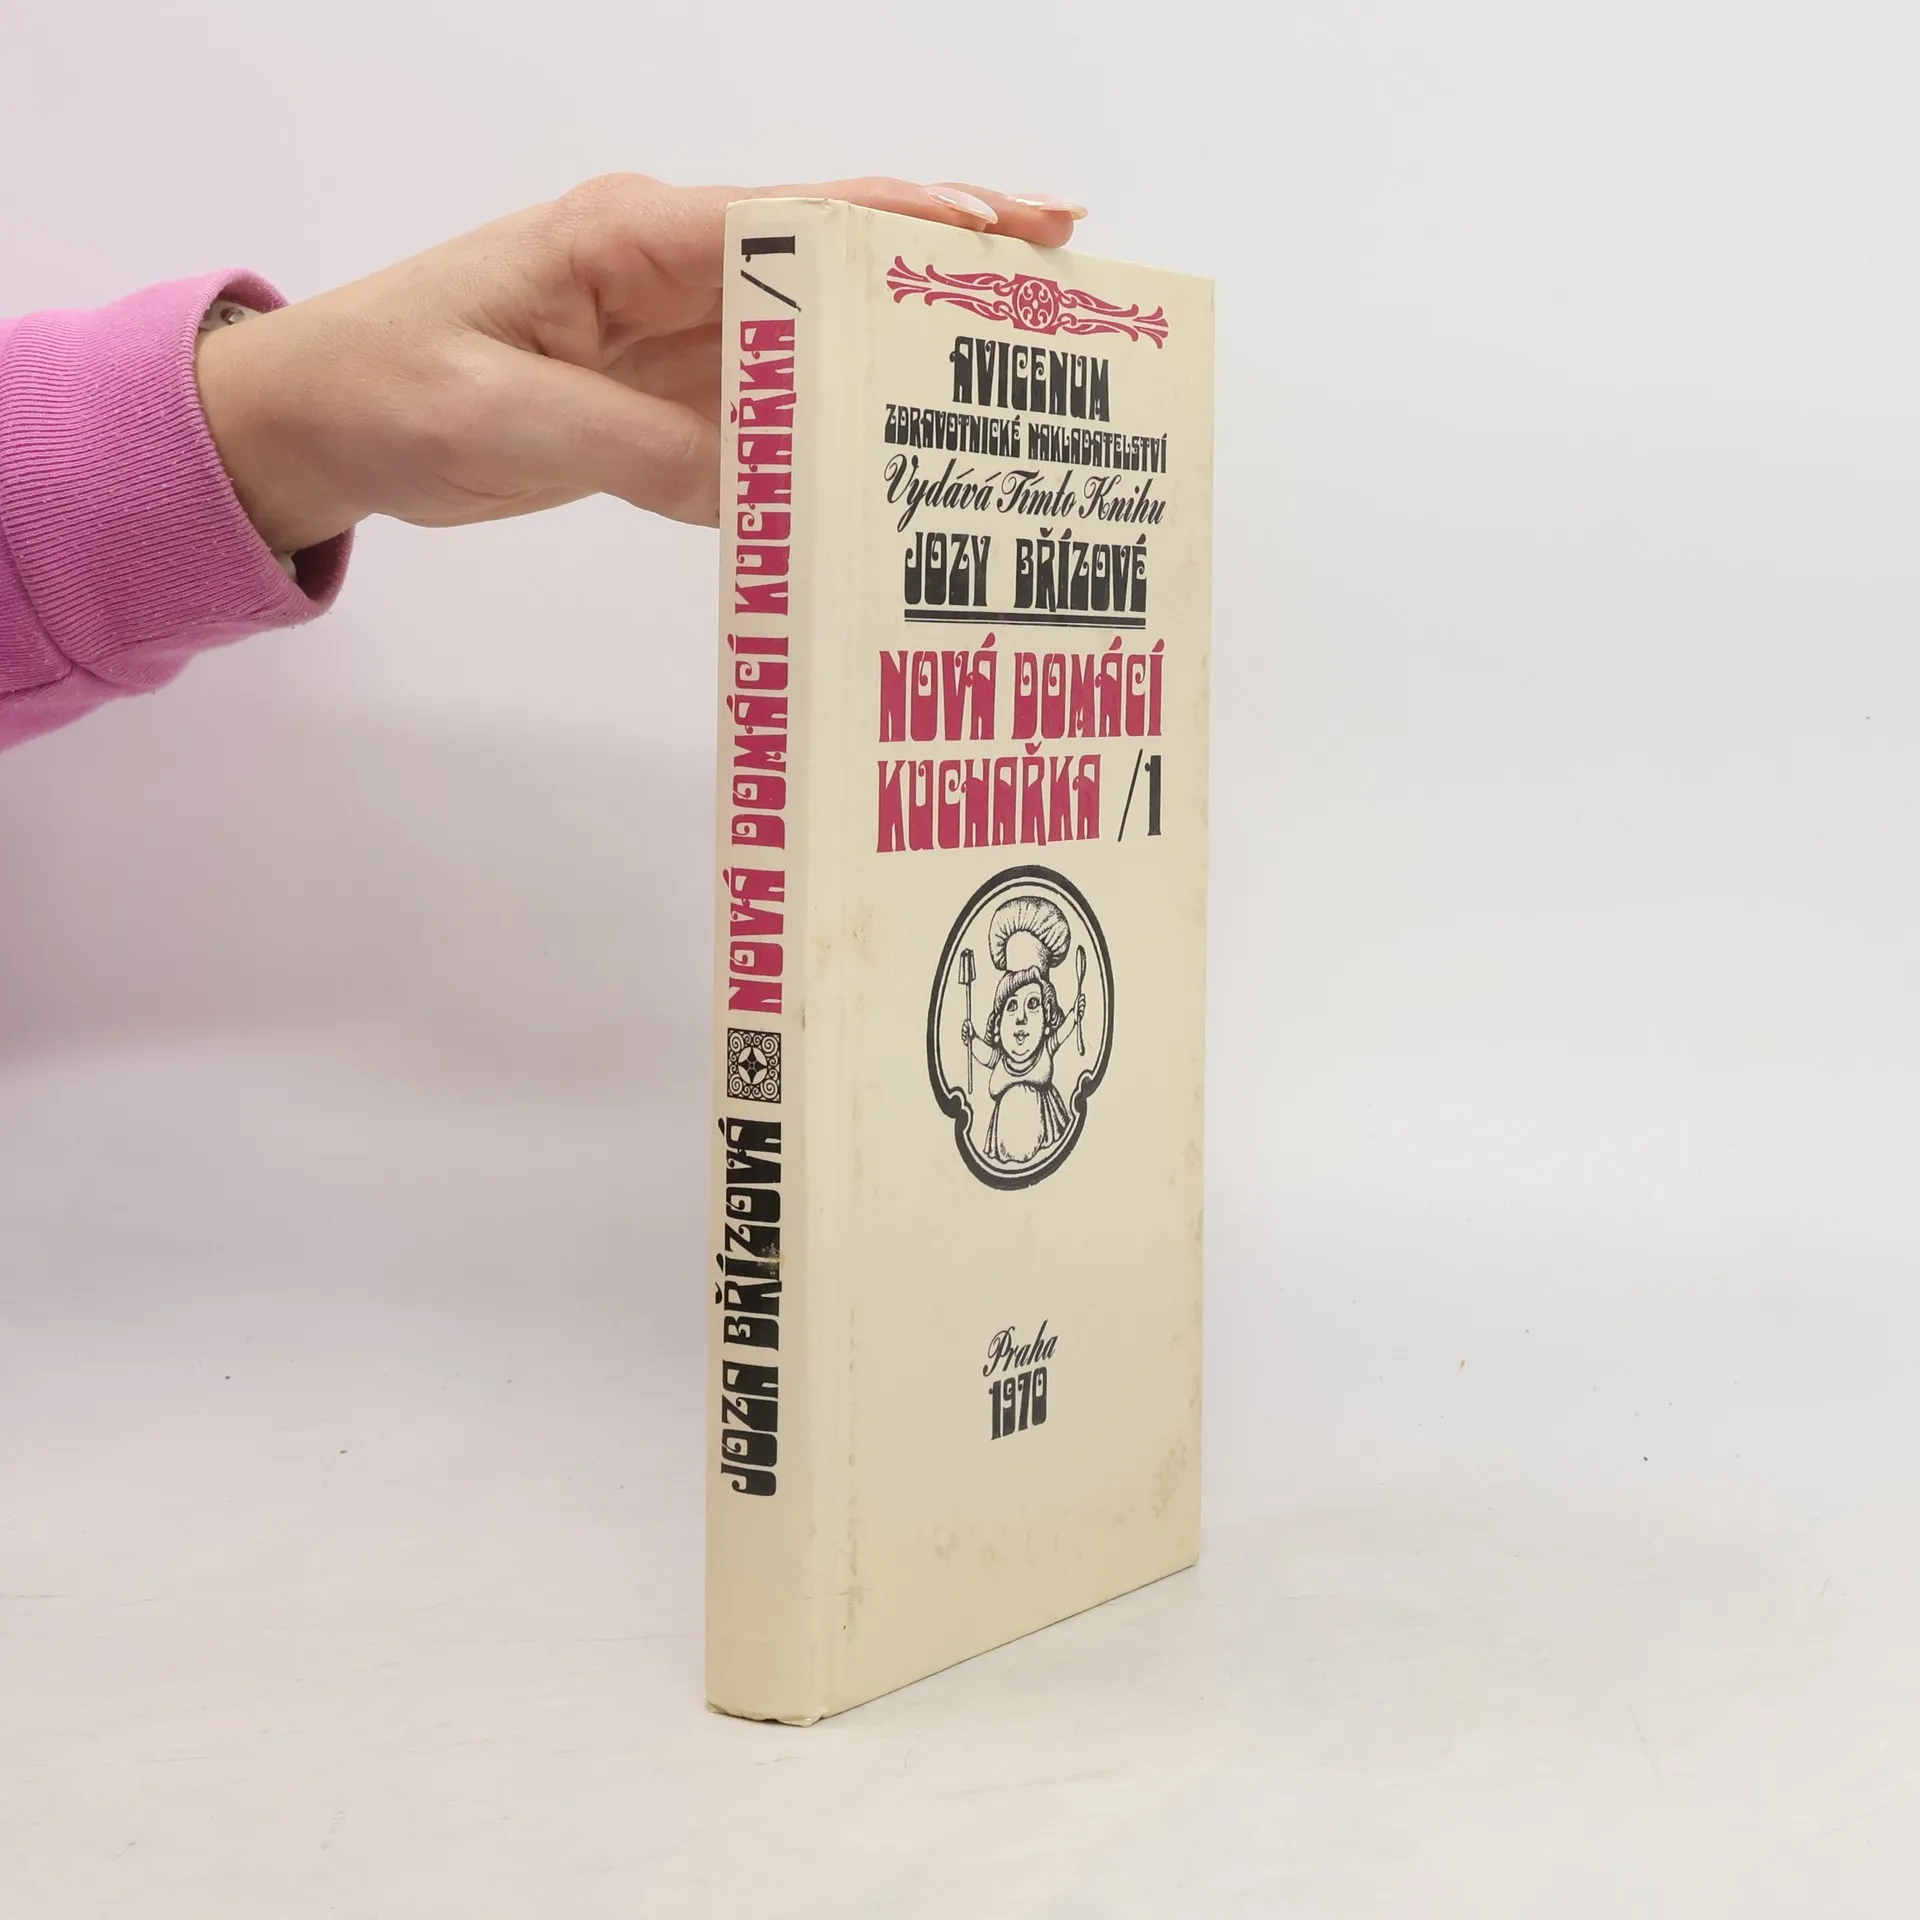 JOZA BŘÍZOVÁ NOVÁ DOMÁCÍ KUCHAŘKA /1
AVICENUM
ZDRAVOTNICKÉ NAKLADATELSTVÍ
Vydává Tímto Knihu
JOZY BŘÍZOVÉ
NOVÁ DOMÁCÍ
KUCHAŘKA /1
Praha
1970